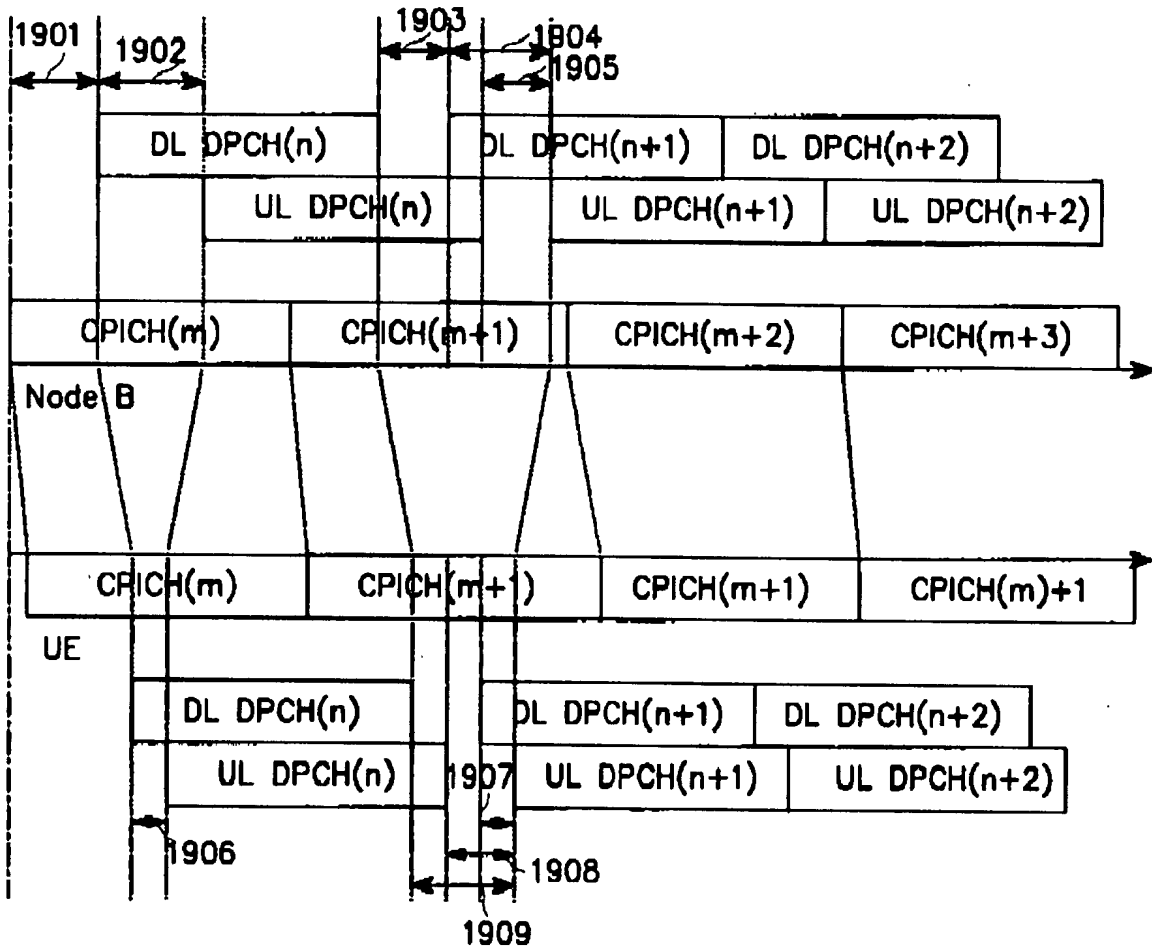 1901
1902
1903
1904
1905
DL DPCH(n)
DL DPCH(n+1)
DL DPCH(n+2)
UL DPCH(n)
UL DPCH(n+1)
UL DPCH(n+2)
CPICH(m)
CPICH(m+1)
CPICH(m+2)
CPICH(m+3)
Node B
CPICH(m)
CPICH(m+1)
CPICH(m+1)
CPICH(m)+1
UE
DL DPCH(n)
DL DPCH(n+1)
DL DPCH(n+2)
UL DPCH(n)
1907
UL DPCH(n+1)
UL DPCH(n+2)
1906
1908
1909